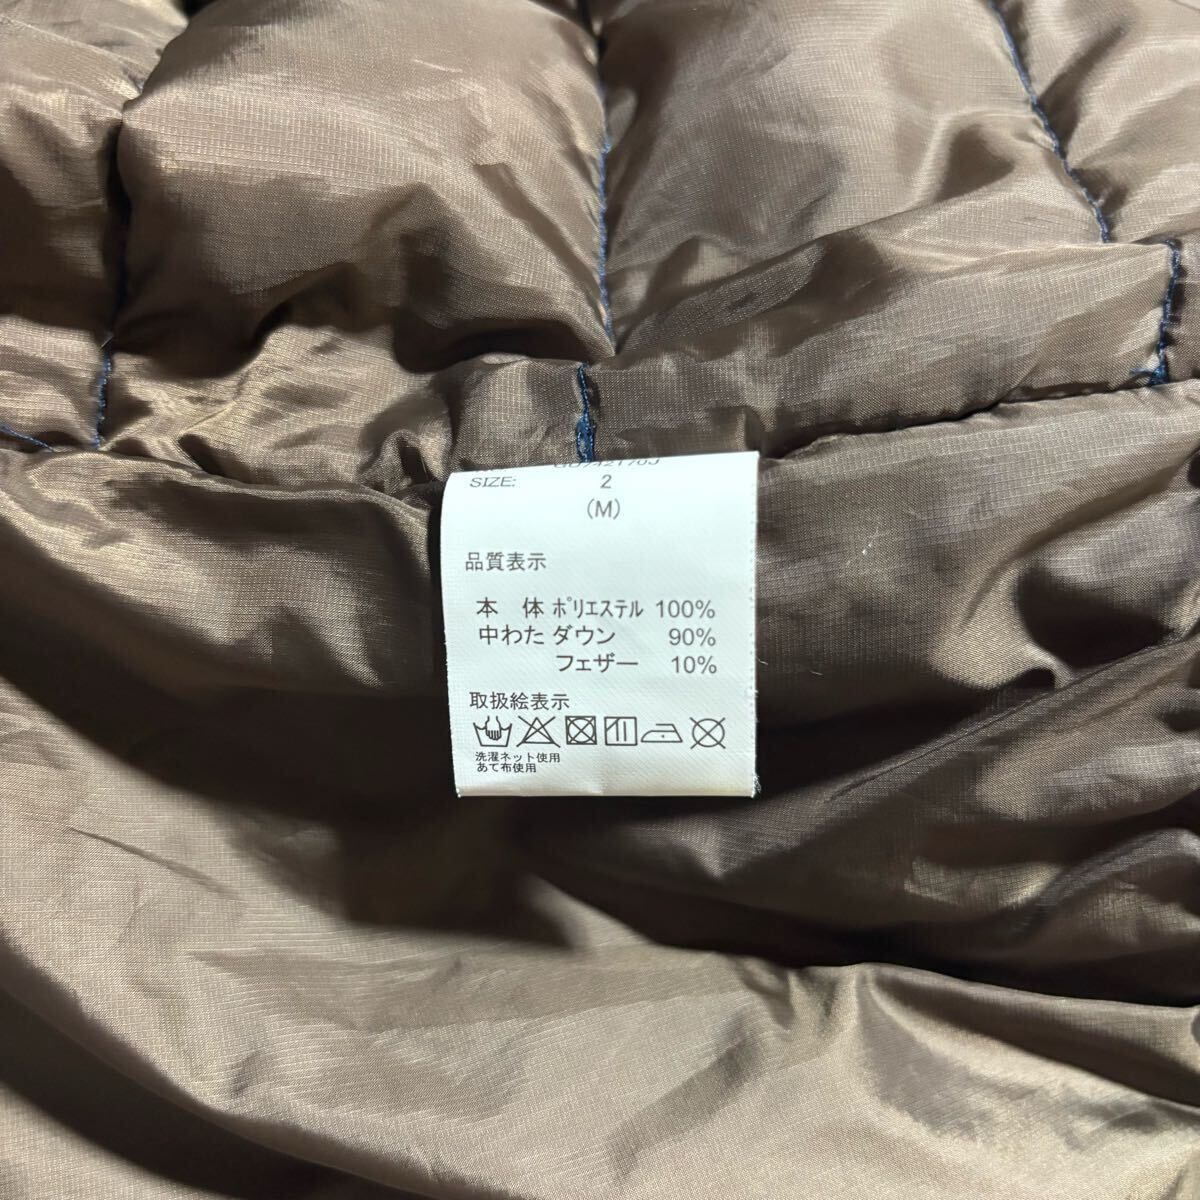 SIZE: 2
(M)
品質表示
本 体 ポリエステル 100%
中わた ダウン 90%
フェザー 10%
取扱絵表示
洗濯ネット使用
あて布使用